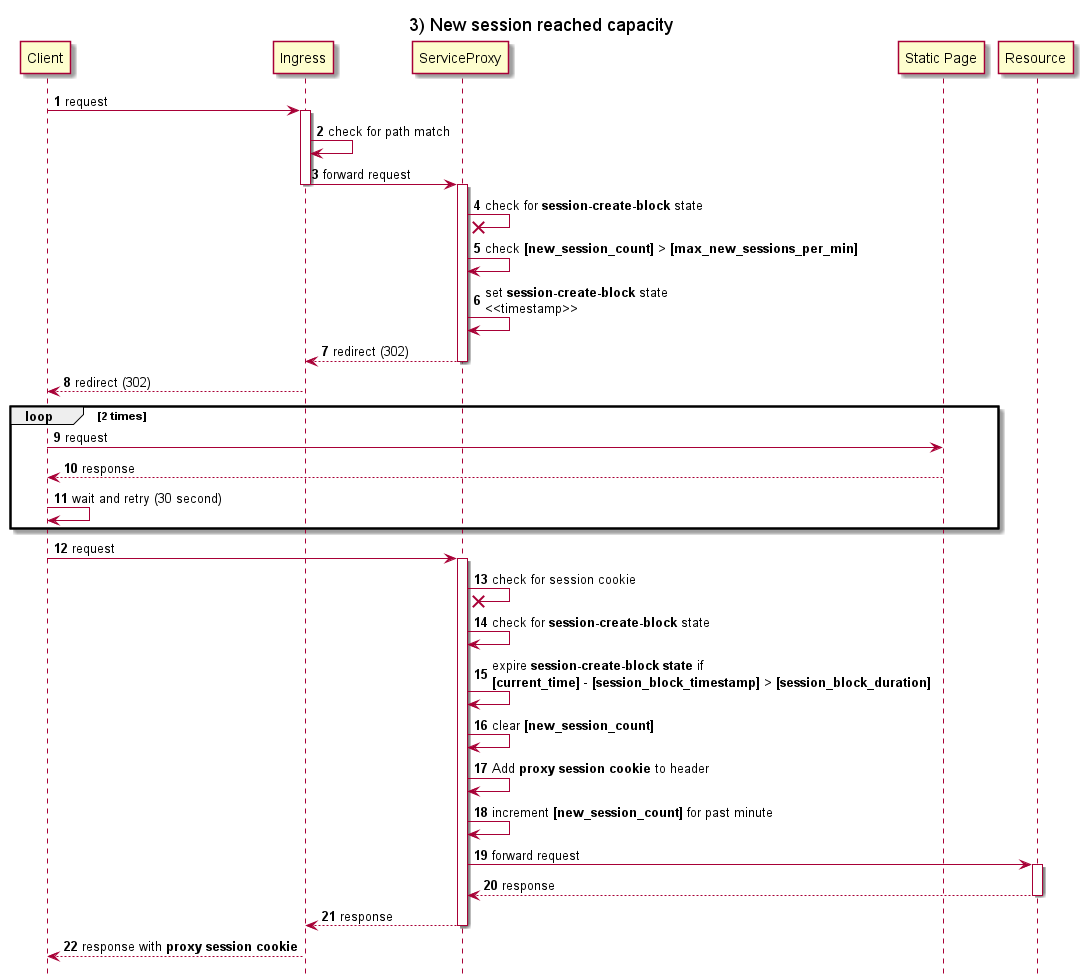 3) New session reached capacity
Client
Ingress
ServiceProxy
Static Page
Resource
1 request
2 check for path match
3 forward request
4 check for session-create-block state
5 check [new_session_count] > [max_new_sessions_per_min]
6 set session-create-block state
<<timestamp>>
7 redirect (302)
8 redirect (302)
loop [2 times]
9 request
10 response
11 wait and retry (30 second)
12 request
13 check for session cookie
14 check for session-create-block state
15 expire session-create-block state if
[current_time] - [session_block_timestamp] > [session_block_duration]
16 clear [new_session_count]
17 Add proxy session cookie to header
18 increment [new_session_count] for past minute
19 forward request
20 response
21 response
22 response with proxy session cookie